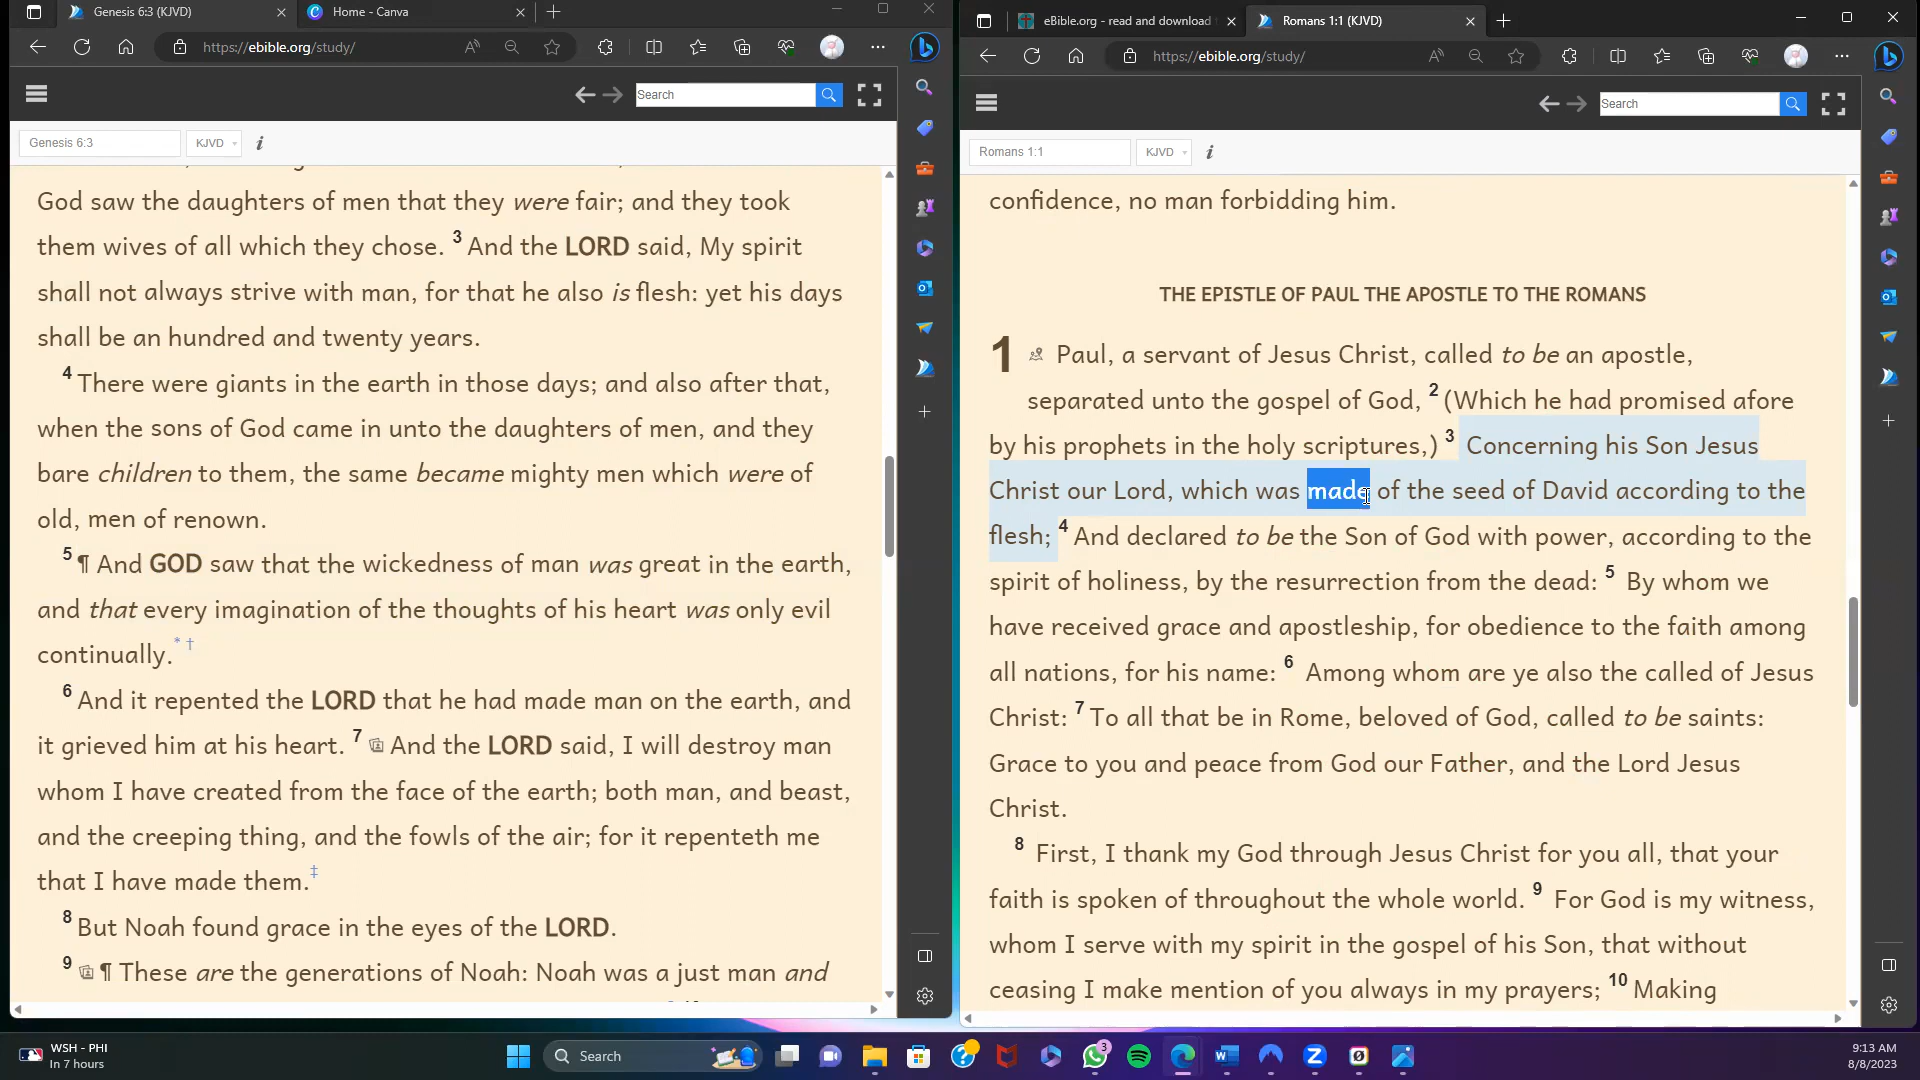 Genesis 6:3 (KJVD)
Home - Canva
https://ebible.org/study/
Search
Genesis 6:3
KJVD
God saw the daughters of men that they were fair; and they took
them wives of all which they chose. 3 And the LORD said, My spirit
shall not always strive with man, for that he also is flesh: yet his days
shall be an hundred and twenty years.
4 There were giants in the earth in those days; and also after that,
when the sons of God came in unto the daughters of men, and they
bare children to them, the same became mighty men which were of
old, men of renown.
5 ¶ And GOD saw that the wickedness of man was great in the earth,
and that every imagination of the thoughts of his heart was only evil
continually. * †
6 And it repented the LORD that he had made man on the earth, and
it grieved him at his heart. 7 And the LORD said, I will destroy man
whom I have created from the face of the earth; both man, and beast,
and the creeping thing, and the fowls of the air; for it repenteth me
that I have made them. ‡
8 But Noah found grace in the eyes of the LORD.
9 ¶ These are the generations of Noah: Noah was a just man and
eBible.org - read and download
Romans 1:1 (KJVD)
https://ebible.org/study/
Search
Romans 1:1
KJVD
confidence, no man forbidding him.
THE EPISTLE OF PAUL THE APOSTLE TO THE ROMANS
1 Paul, a servant of Jesus Christ, called to be an apostle,
separated unto the gospel of God, 2 (Which he had promised afore
by his prophets in the holy scriptures,) 3 Concerning his Son Jesus
Christ our Lord, which was made of the seed of David according to the
flesh; 4 And declared to be the Son of God with power, according to the
spirit of holiness, by the resurrection from the dead: 5 By whom we
have received grace and apostleship, for obedience to the faith among
all nations, for his name: 6 Among whom are ye also the called of Jesus
Christ: 7 To all that be in Rome, beloved of God, called to be saints:
Grace to you and peace from God our Father, and the Lord Jesus
Christ.
8 First, I thank my God through Jesus Christ for you all, that your
faith is spoken of throughout the whole world. 9 For God is my witness,
whom I serve with my spirit in the gospel of his Son, that without
ceasing I make mention of you always in my prayers; 10 Making
WSH - PHI
In 7 hours
Search
3
9:13 AM
8/8/2023